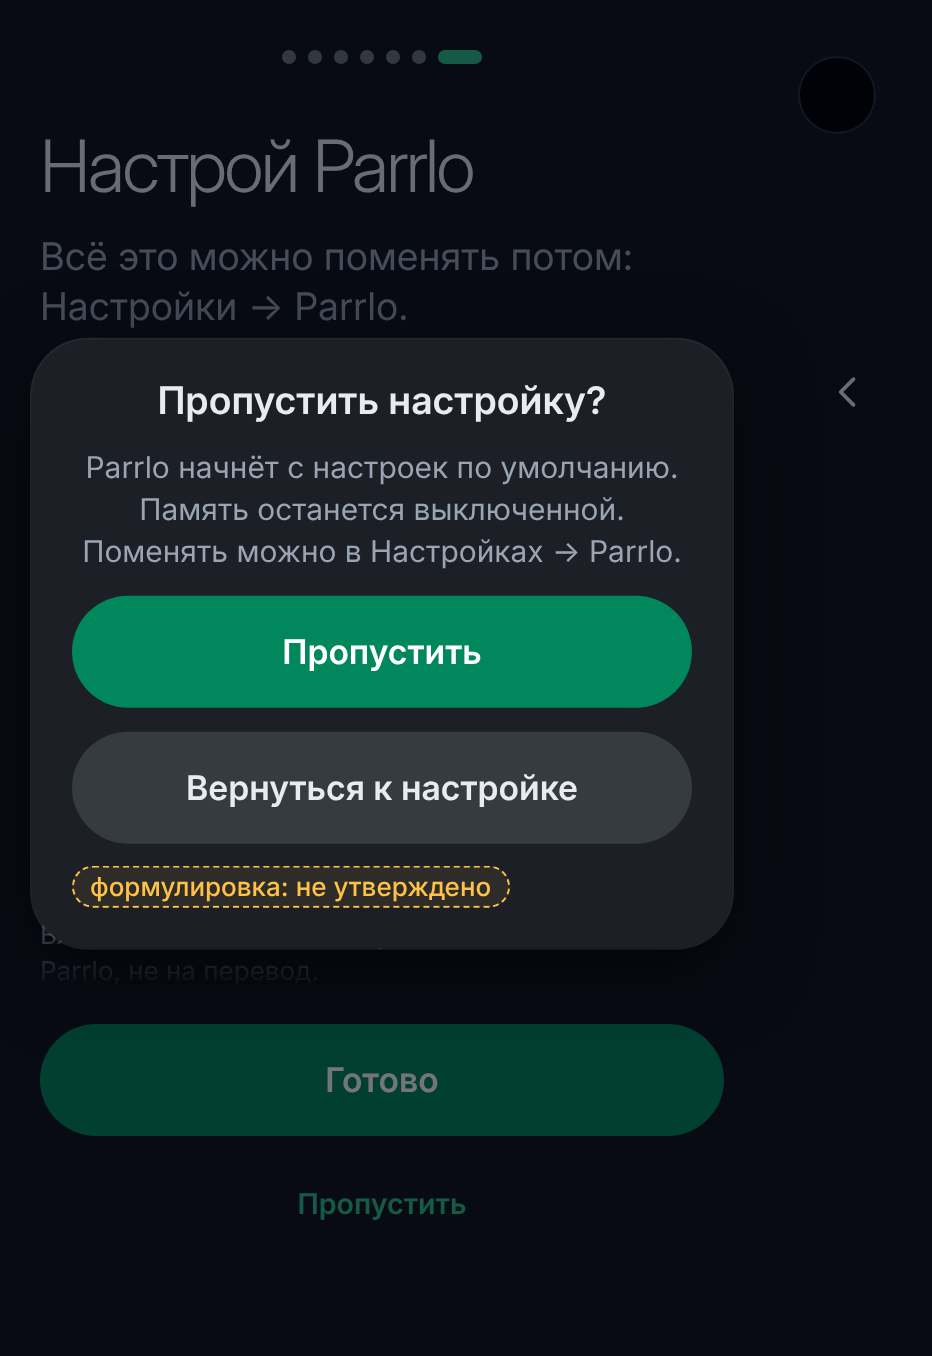 Настрой Parrlo
Всё это можно поменять потом:
Настройки → Parrlo.
Пропустить настройку?
Parrlo начнёт с настроек по умолчанию.
Память останется выключенной.
Поменять можно в Настройках → Parrlo.
Пропустить
Вернуться к настройке
формулировка: не утверждено
Parrlo, не на перевод.
Готово
Пропустить